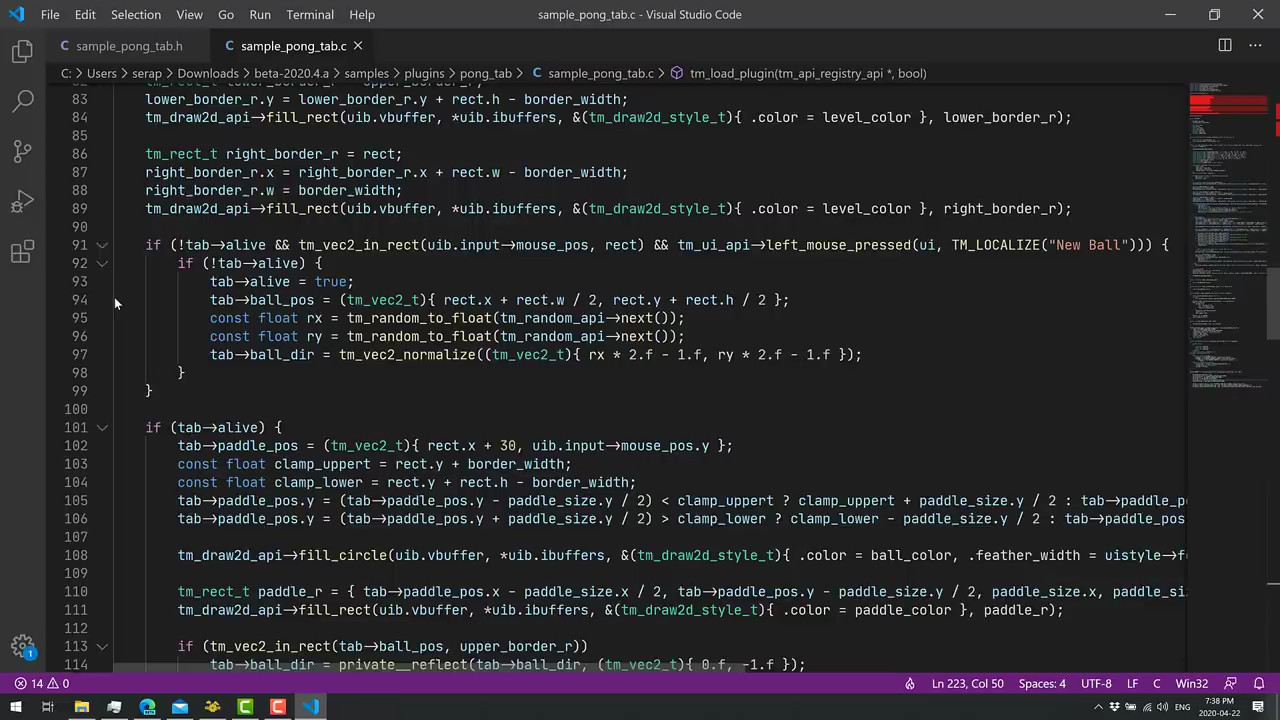 File Edit Selection View Go Run Terminal Help
sample_pong_tab.c - Visual Studio Code
sample_pong_tab.h
sample_pong_tab.c
C: > Users > serap > Downloads > beta-2020.4.a > samples > plugins > pong_tab > C sample_pong_tab.c > tm_load_plugin(tm_api_registry_api *, bool)
83 lower_border_r.y = lower_border_r.y + rect.h - border_width;
84 tm_draw2d_api->fill_rect(uib.vbuffer, *uib.ibuffers, &(tm_draw2d_style_t){ .color = level_color }, lower_border_r);
85
86 tm_rect_t right_border_r = rect;
87 right_border_r.x = right_border_r.x + rect.w - border_width;
88 right_border_r.w = border_width;
89 tm_draw2d_api->fill_rect(uib.vbuffer, *uib.ibuffers, &(tm_draw2d_style_t){ .color = level_color }, right_border_r);
90
91 if (!tab->alive && tm_vec2_in_rect(uib.input->mouse_pos, rect) && tm_ui_api->
92 if (!tab->alive) {
93 tab->alive = true;
94 tab->ball_pos = (tm_vec2_t){ rect.x + rect.w / 2, rect.y + rect.h / 2 };
95 const float rx = tm_random_to_float(tm_random_api->next());
96 const float ry = tm_random_to_float(tm_random_api->next());
97 tab->ball_dir = tm_vec2_normalize((tm_vec2_t){ rx * 2.f - 1.f, ry * 2.f - 1.f });
98 }
99 }
100
101 if (tab->alive) {
102 tab->paddle_pos = (tm_vec2_t){ rect.x + 30, uib.input->mouse_pos.y };
103 const float clamp_uppert = rect.y + border_width;
104 const float clamp_lower = rect.y + rect.h - border_width;
105 tab->paddle_pos.y = (tab->paddle_pos.y - paddle_size.y / 2) < clamp_uppert ? clamp_uppert + paddle_size.y / 2 : tab->paddle_p
106 tab->paddle_pos.y = (tab->paddle_pos.y + paddle_size.y / 2) > clamp_lower ? clamp_lower - paddle_size.y / 2 : tab->paddle_pos
107
108 tm_draw2d_api->fill_circle(uib.vbuffer, *uib.ibuffers, &(tm_draw2d_style_t){ .color = ball_color, .feather_width = uistyle->fe
109
110 tm_rect_t paddle_r = { tab->paddle_pos.x - paddle_size.x / 2, tab->paddle_pos.y - paddle_size.y / 2, paddle_size.x, paddle_siz
111 tm_draw2d_api->fill_rect(uib.vbuffer, *uib.ibuffers, &(tm_draw2d_style_t){ .color = paddle_color }, paddle_r);
112
113 if (tm_vec2_in_rect(tab->ball_pos, upper_border_r))
114 tab->ball_dir = private__reflect(tab->ball_dir, (tm_vec2_t){ 0.f, -1.f });
14 0
Ln 223, Col 50 Spaces: 4 UTF-8 LF C Win32
ENG
7:38 PM
2020-04-22